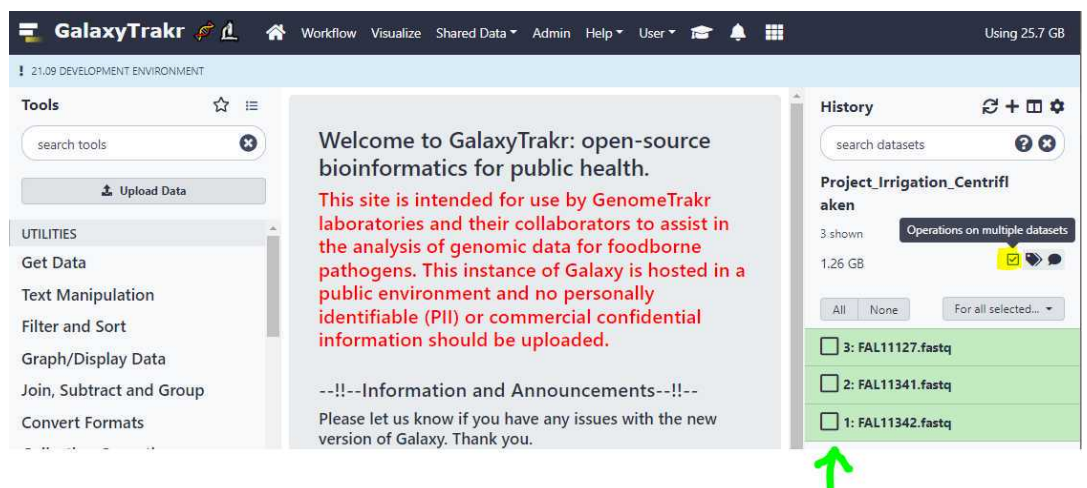 GalaxyTrakr Workflow Visualize Shared Data Admin Help User Using 25.7 GB
! 21.09 DEVELOPMENT ENVIRONMENT
Tools
search tools
Upload Data
UTILITIES
Get Data
Text Manipulation
Filter and Sort
Graph/Display Data
Join, Subtract and Group
Convert Formats
Welcome to GalaxyTrakr: open-source
bioinformatics for public health.
This site is intended for use by GenomeTrakr
laboratories and their collaborators to assist in
the analysis of genomic data for foodborne
pathogens. This instance of Galaxy is hosted in a
public environment and no personally
identifiable (PII) or commercial confidential
information should be uploaded.
--!!--Information and Announcements--!!--
Please let us know if you have any issues with the new
version of Galaxy. Thank you.
History
search datasets
Project_Irrigation_Centrifl
aken
3 shown
Operations on multiple datasets
1.26 GB
All None For all selected...
3: FAL11127.fastq
2: FAL11341.fastq
1: FAL11342.fastq